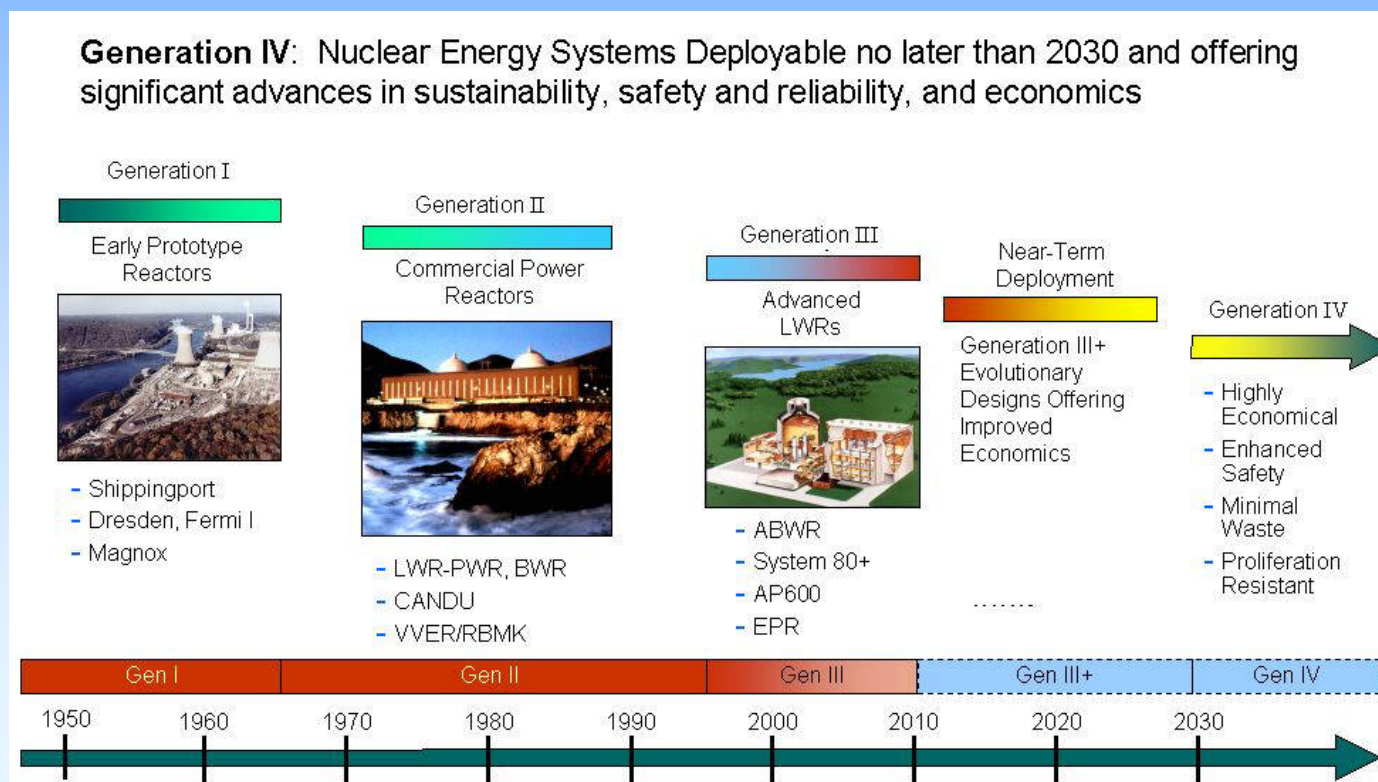 Generation IV: Nuclear Energy Systems Deployable no later than 2030 and offering
significant advances in sustainability, safety and reliability, and economics
Generation I
Early Prototype
Reactors
- Shippingport
- Dresden, Fermi I
- Magnox
Generation II
Commercial Power
Reactors
- LWR-PWR, BWR
- CANDU
- VVER/RBMK
Generation III
Advanced
LWRs
- ABWR
- System 80+
- AP600
- EPR
Near-Term
Deployment
Generation III+
Evolutionary
Designs Offering
Improved
Economics
.......
Generation IV
- Highly
Economical
- Enhanced
Safety
- Minimal
Waste
- Proliferation
Resistant
Gen I Gen II Gen III Gen III+ Gen IV
1950 1960 1970 1980 1990 2000 2010 2020 2030